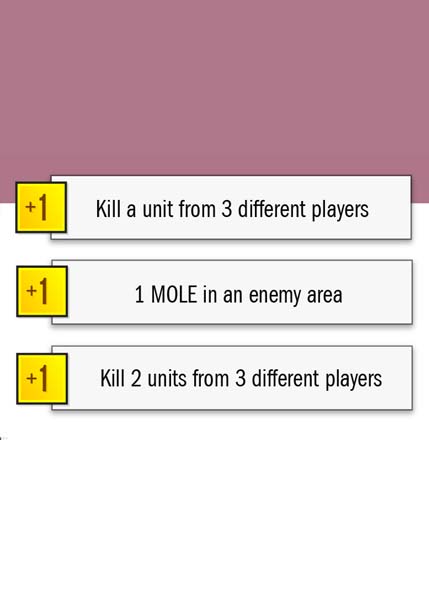 +1 Kill a unit from 3 different players
+1 1 MOLE in an enemy area
+1 Kill 2 units from 3 different players